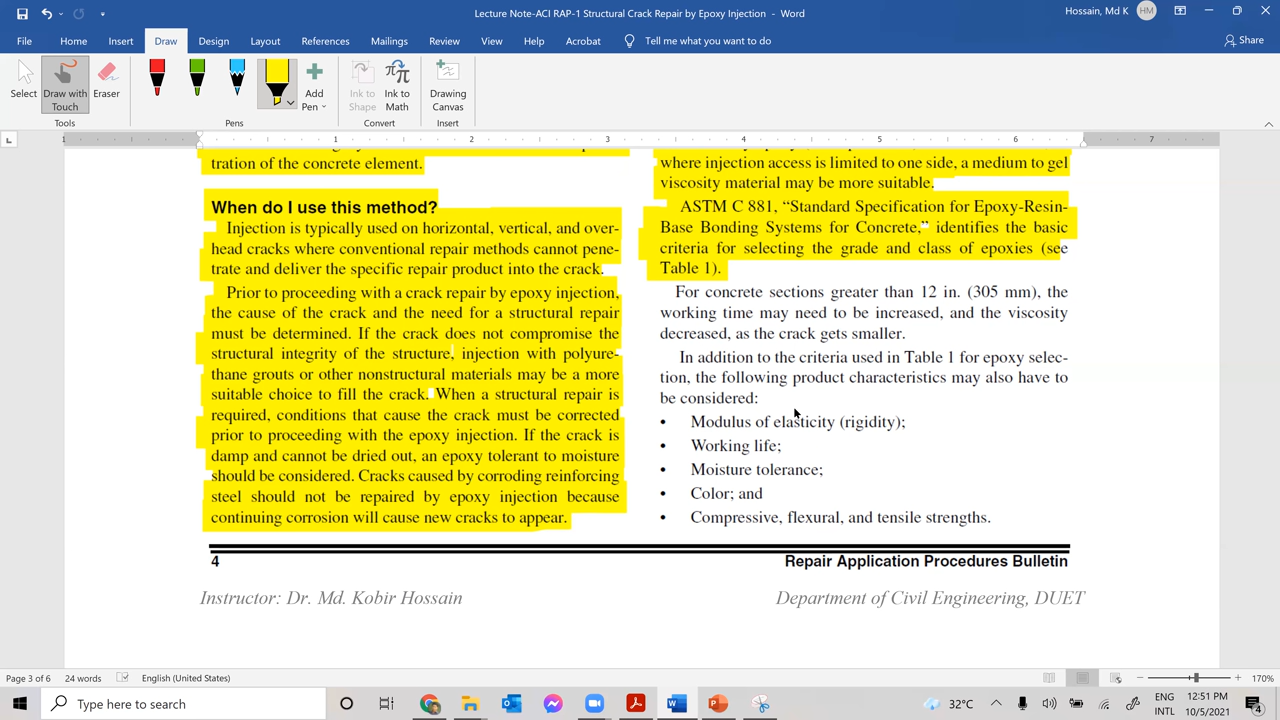 Lecture Note-ACI RAP-1 Structural Crack Repair by Epoxy Injection - Word
Hossain, Md K
HM
File
Home
Insert
Draw
Design
Layout
References
Mailings
Review
View
Help
Acrobat
Tell me what you want to do
Share
Select
Draw with Touch
Eraser
Add Pen
Ink to Shape
Ink to Math
Drawing Canvas
Tools
Pens
Convert
Insert
1
1
2
3
4
5
6
7
tration of the concrete element.
When do I use this method?
Injection is typically used on horizontal, vertical, and over-
head cracks where conventional repair methods cannot pene-
trate and deliver the specific repair product into the crack.
Prior to proceeding with a crack repair by epoxy injection,
the cause of the crack and the need for a structural repair
must be determined. If the crack does not compromise the
structural integrity of the structure, injection with polyure-
thane grouts or other nonstructural materials may be a more
suitable choice to fill the crack. When a structural repair is
required, conditions that cause the crack must be corrected
prior to proceeding with the epoxy injection. If the crack is
damp and cannot be dried out, an epoxy tolerant to moisture
should be considered. Cracks caused by corroding reinforcing
steel should not be repaired by epoxy injection because
continuing corrosion will cause new cracks to appear.
where injection access is limited to one side, a medium to gel
viscosity material may be more suitable.
ASTM C 881, “Standard Specification for Epoxy-Resin-
Base Bonding Systems for Concrete,” identifies the basic
criteria for selecting the grade and class of epoxies (see
Table 1).
For concrete sections greater than 12 in. (305 mm), the
working time may need to be increased, and the viscosity
decreased, as the crack gets smaller.
In addition to the criteria used in Table 1 for epoxy selec-
tion, the following product characteristics may also have to
be considered:
• Modulus of elasticity (rigidity);
• Working life;
• Moisture tolerance;
• Color; and
• Compressive, flexural, and tensile strengths.
4
Repair Application Procedures Bulletin
Instructor: Dr. Md. Kobir Hossain
Department of Civil Engineering, DUET
Page 3 of 6
24 words
English (United States)
170%
Type here to search
32°C
ENG
INTL
12:51 PM
10/5/2021
4